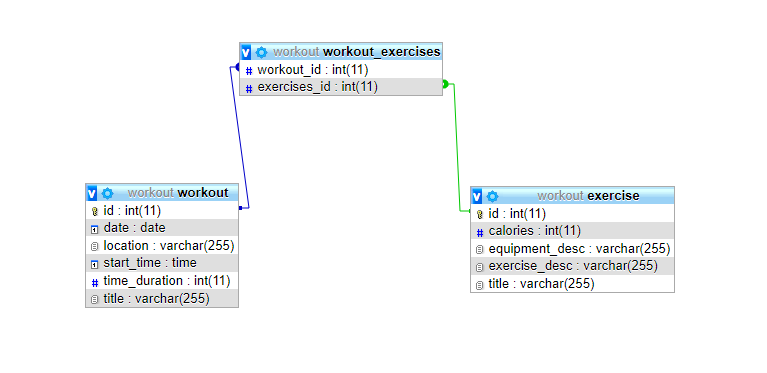 workout workout_exercises
workout_id : int(11)
exercises_id : int(11)
workout workout
id : int(11)
date : date
location : varchar(255)
start_time : time
time_duration : int(11)
title : varchar(255)
workout exercise
id : int(11)
calories : int(11)
equipment_desc : varchar(255)
exercise_desc : varchar(255)
title : varchar(255)